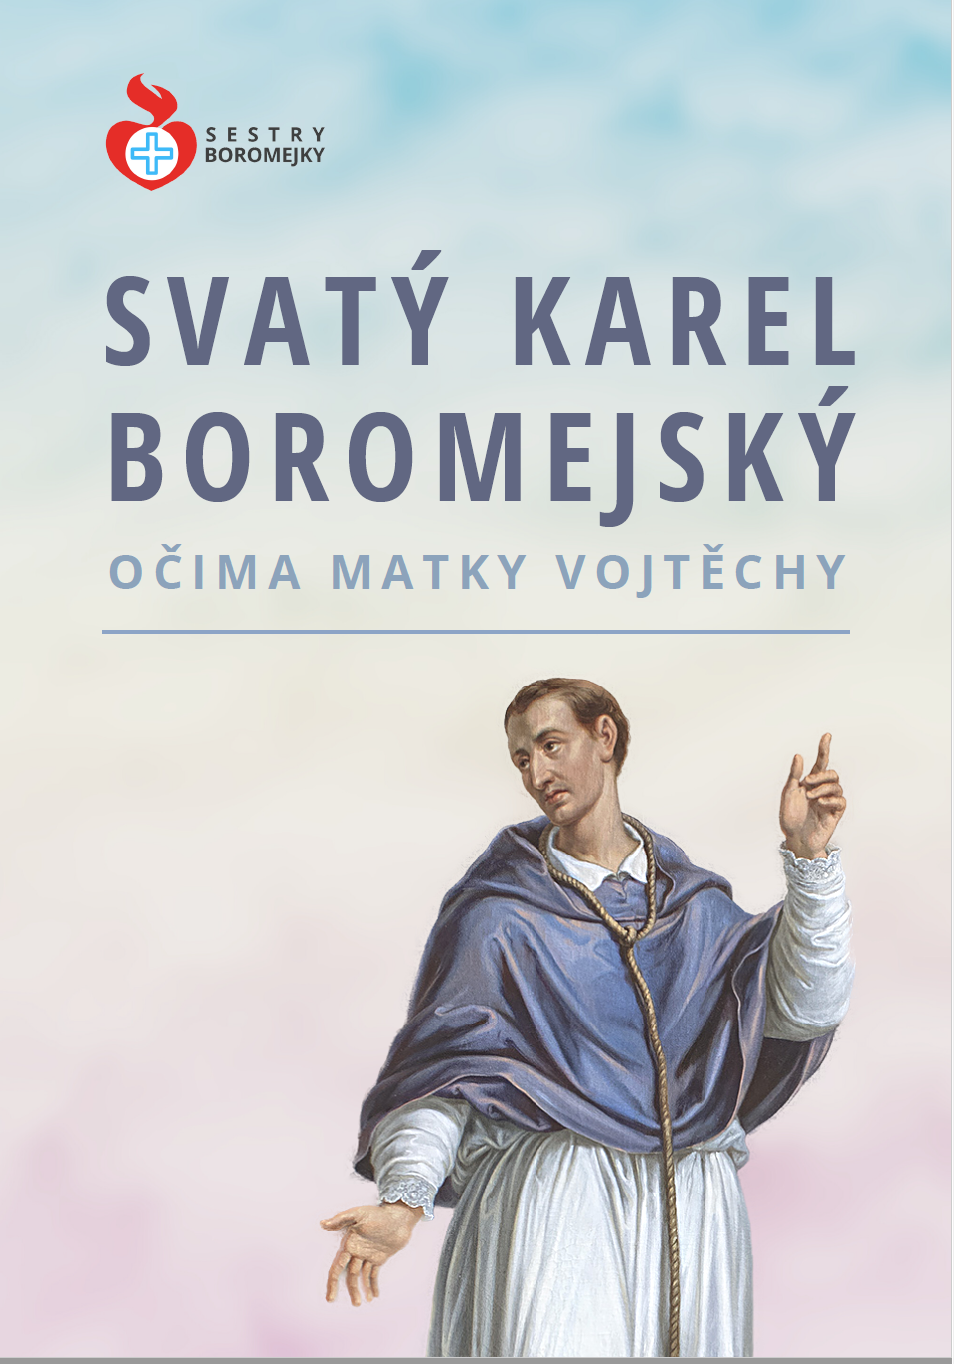 SESTRY
BOROMEJKY
SVATÝ KAREL
BOROMEJSKÝ
OČIMA MATKY VOJTĚCHY